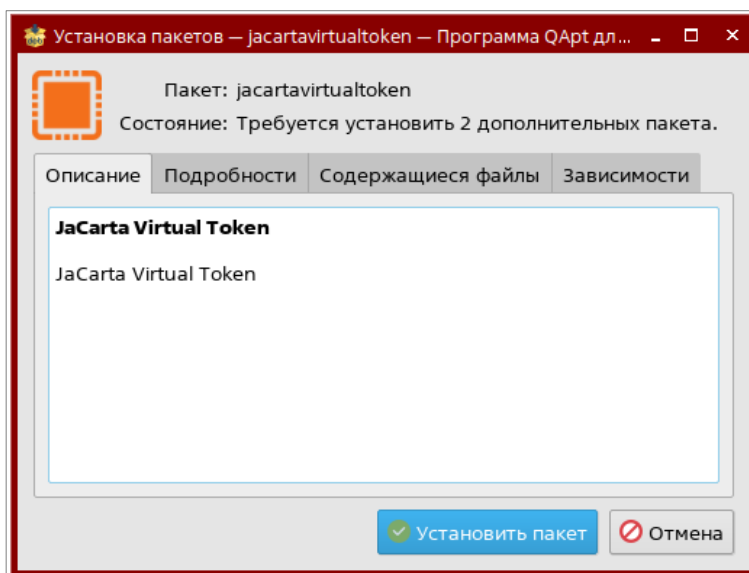 Установка пакетов — jacartavirtualtoken — Программа QApt дл...
Пакет: jacartavirtualtoken
Состояние: Требуется установить 2 дополнительных пакета.
Описание Подробности Содержащиеся файлы Зависимости
JaCarta Virtual Token
JaCarta Virtual Token
Установить пакет Отмена